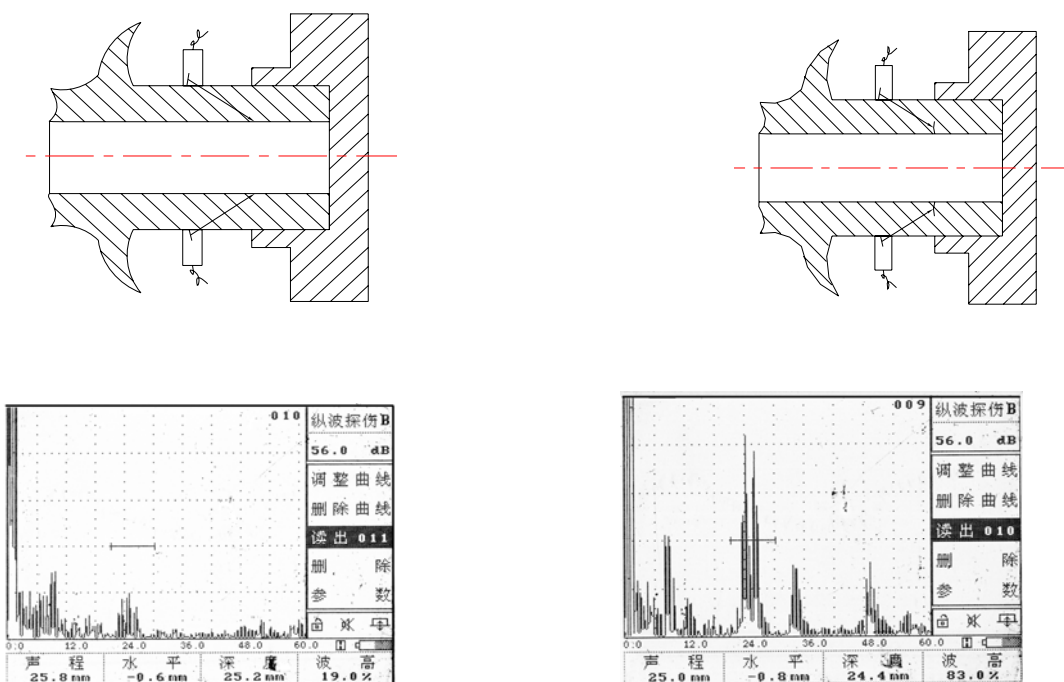 010
纵波探伤B
56.0 dB
调整曲线
删除曲线
读出 011
删 除
参 数
0.0 12.0 24.0 36.0 48.0 60.0
声 程 水 平 深 度 波 高
25.8mm -0.6mm 25.2mm 19.0%
009
纵波探伤B
56.0 dB
调整曲线
删除曲线
读出 010
删 除
参 数
0.0 12.0 24.0 36.0 48.0 60.0
声 程 水 平 深 度 波 高
25.0mm -0.8mm 24.4mm 83.0%